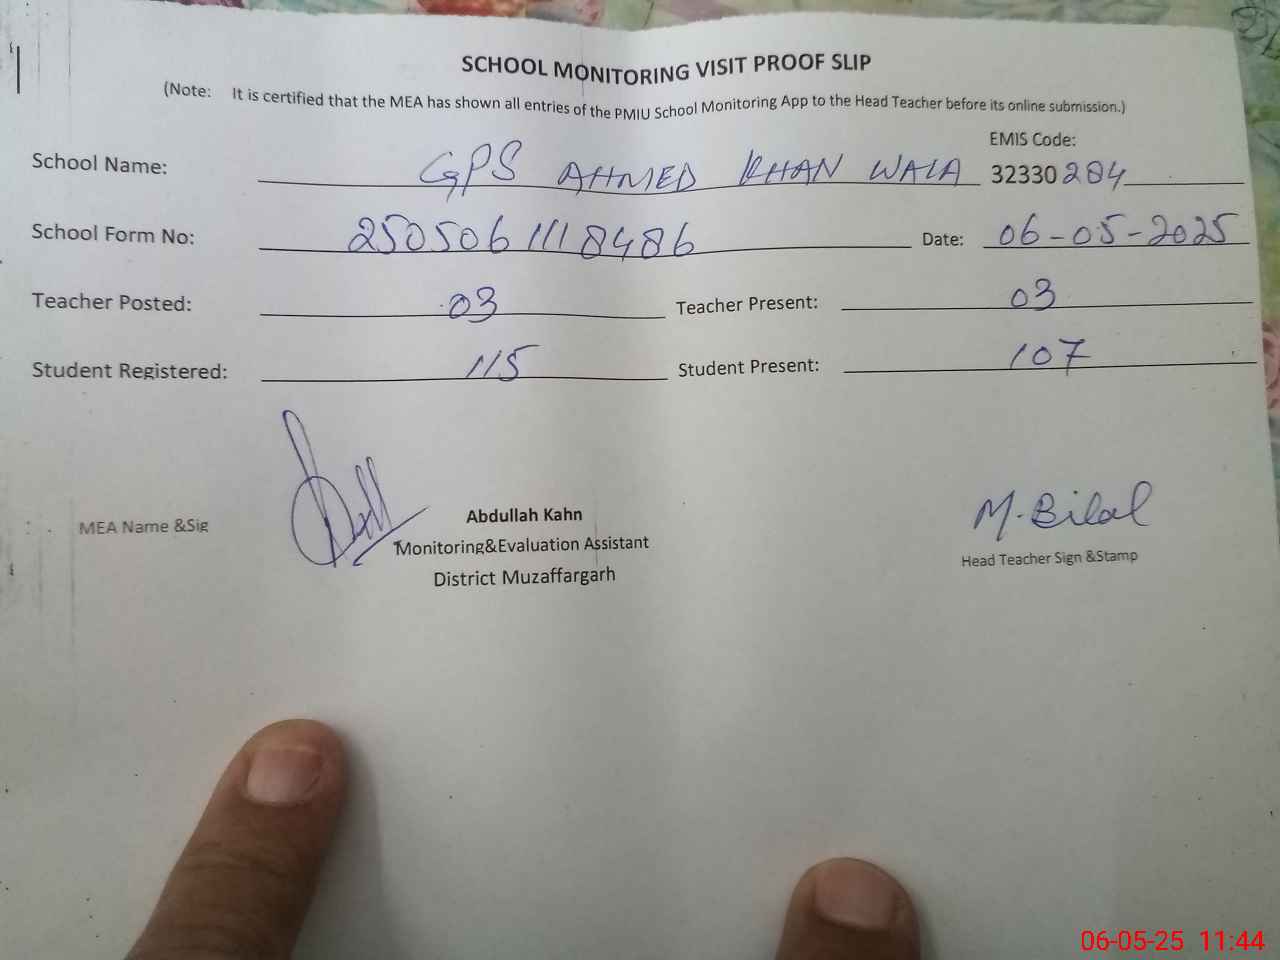 SCHOOL MONITORING VISIT PROOF SLIP
(Note: It is certified that the MEA has shown all entries of the PMIU School Monitoring App to the Head Teacher before its online submission.)
EMIS Code:
School Name: GPS AHMED KHAN WALA 32330284
School Form No: 2505061118486 Date: 06-05-2025
Teacher Posted: 03 Teacher Present: 03
Student Registered: 115 Student Present: 107
MEA Name &Sig Abdullah Kahn M.Bilal
Monitoring&Evaluation Assistant Head Teacher Sign &Stamp
District Muzaffargarh
06-05-25 11:44